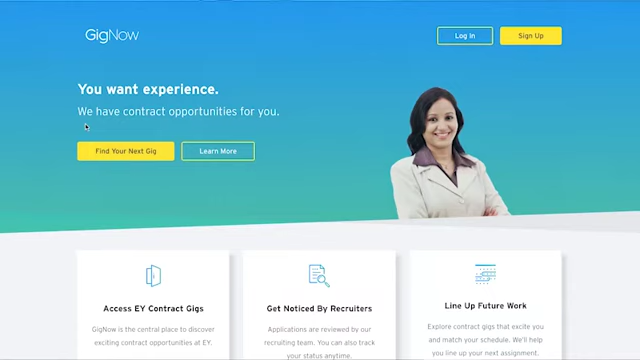 GigNow
Log in
Sign Up
You want experience.
We have contract opportunities for you.
Find Your Next Gig
Learn More
Access EY Contract Gigs
GigNow is the central place to discover
exciting contract opportunities at EY.
Get Noticed By Recruiters
Applications are reviewed by our
recruiting team. You can also track
your status anytime.
Line Up Future Work
Explore contract gigs that excite you
and match your schedule. We'll help
you line up your next assignment.